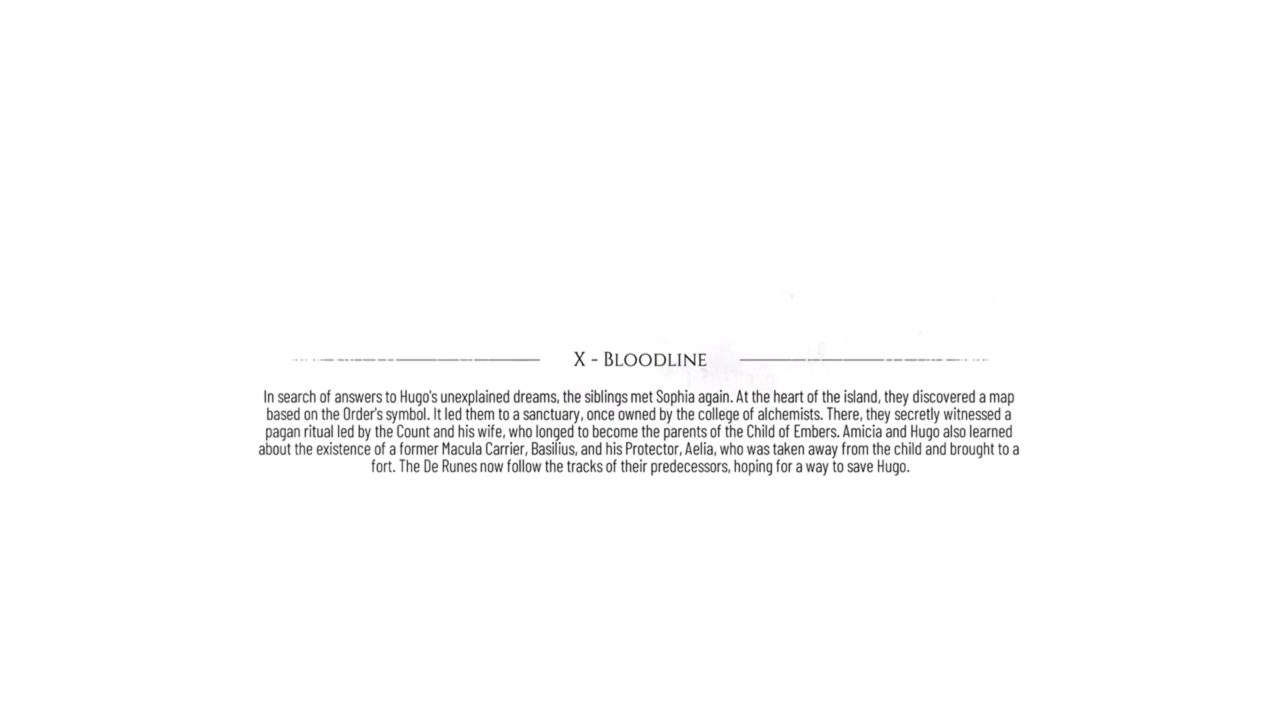 X - Bloodline
In search of answers to Hugo's unexplained dreams, the siblings met Sophia again. At the heart of the island, they discovered a map
based on the Order's symbol. It led them to a sanctuary, once owned by the college of alchemists. There, they secretly witnessed a
pagan ritual led by the Count and his wife, who longed to become the parents of the Child of Embers. Amicia and Hugo also learned
about the existence of a former Macula Carrier, Basilius, and his Protector, Aelia, who was taken away from the child and brought to a
fort. The De Runes now follow the tracks of their predecessors, hoping for a way to save Hugo.